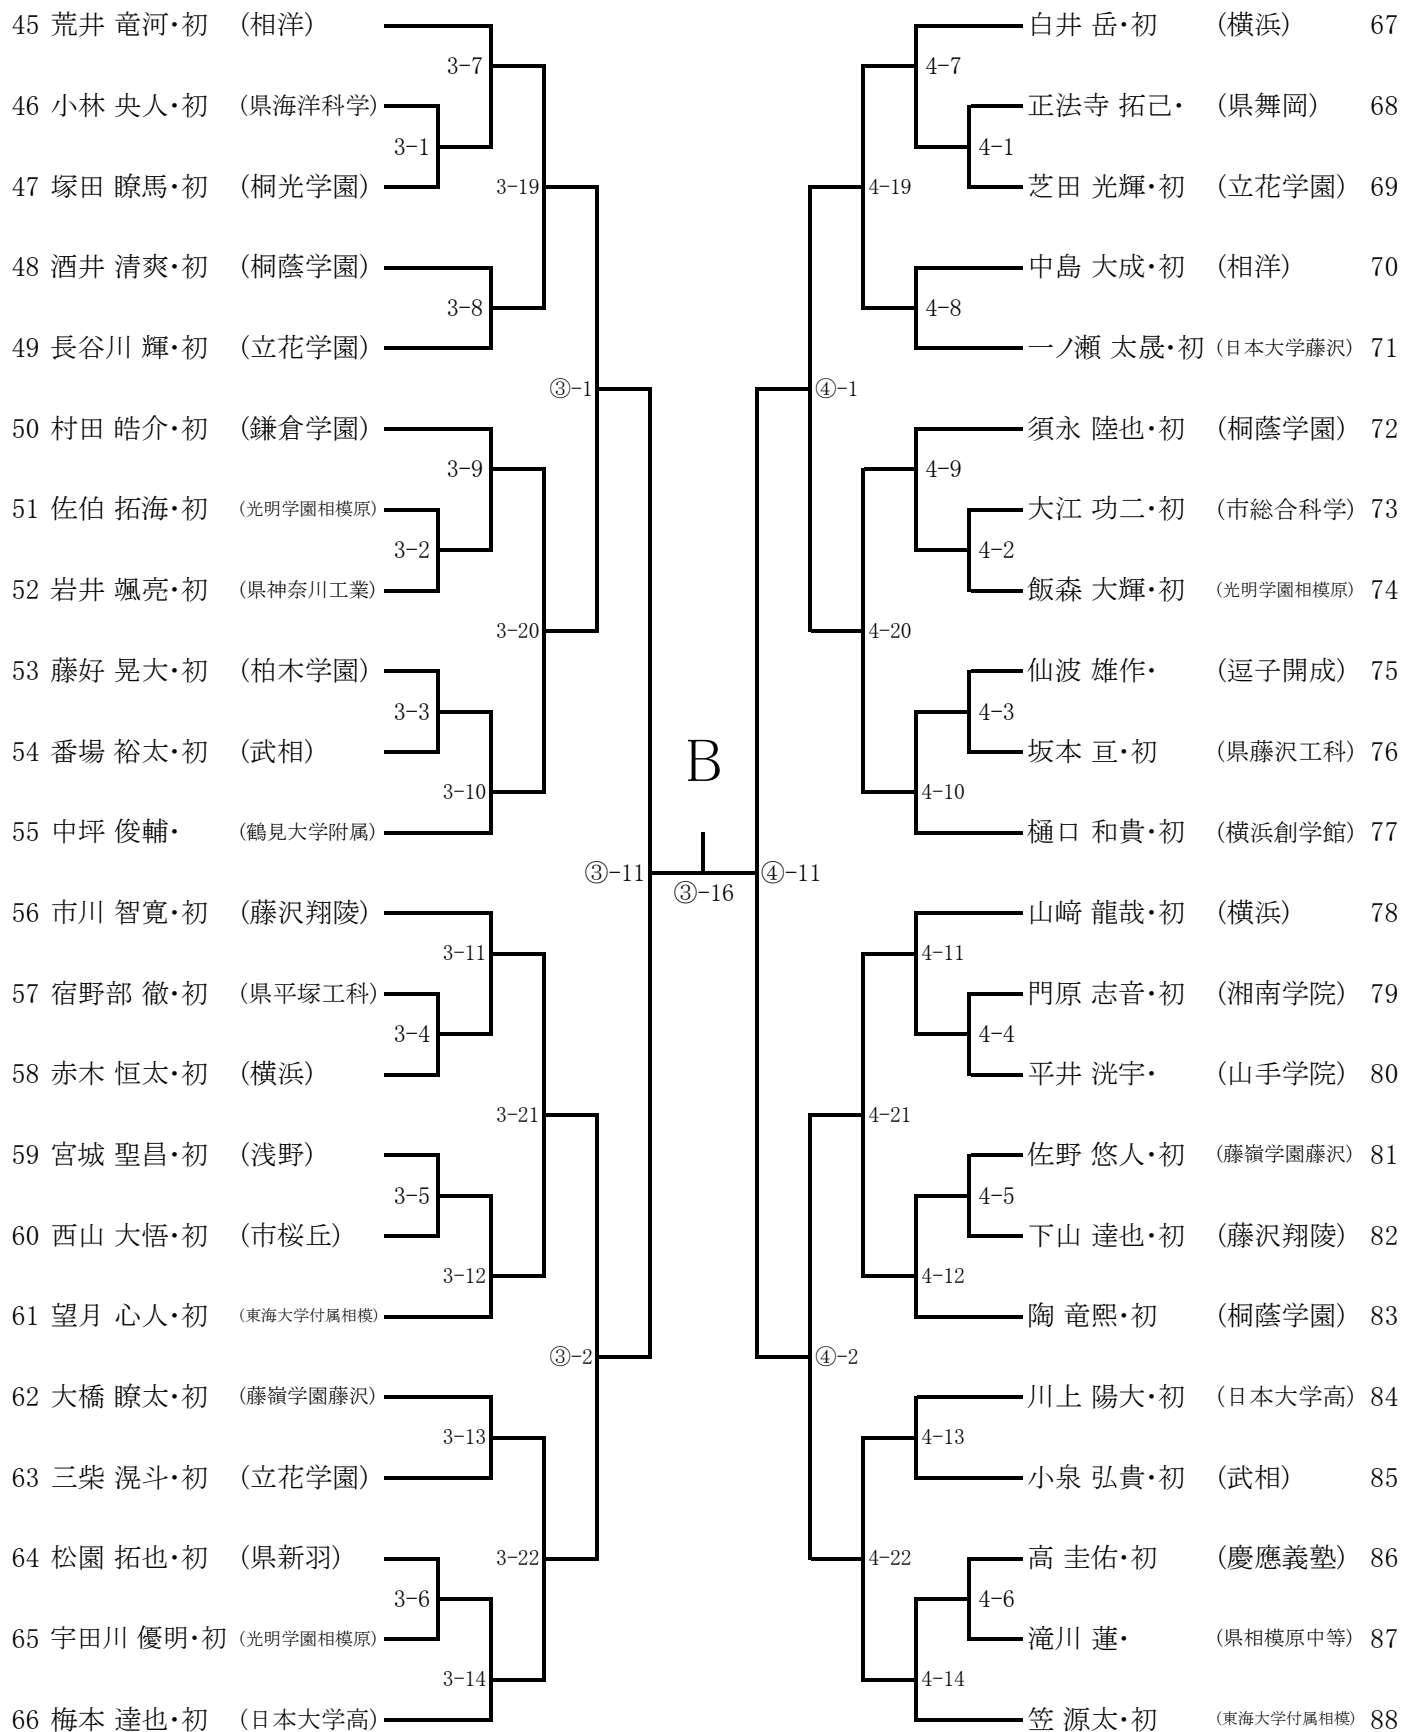 45 荒井 竜河・初 (相洋)
3-7
46 小林 央人・初 (県海洋科学)
3-1
47 塚田 瞭馬・初 (桐光学園)
3-19
48 酒井 清爽・初 (桐蔭学園)
3-8
49 長谷川 輝・初 (立花学園)
③-1
50 村田 皓介・初 (鎌倉学園)
3-9
51 佐伯 拓海・初 (光明学園相模原)
3-2
52 岩井 颯亮・初 (県神奈川工業)
3-20
53 藤好 晃大・初 (柏木学園)
3-3
54 番場 裕太・初 (武相)
3-10
55 中坪 俊輔・ (鶴見大学附属)
③-11
56 市川 智寛・初 (藤沢翔陵)
3-11
57 宿野部 徹・初 (県平塚工科)
3-4
58 赤木 恒太・初 (横浜)
3-21
59 宮城 聖昌・初 (浅野)
3-5
60 西山 大悟・初 (市桜丘)
3-12
61 望月 心人・初 (東海大学付属相模)
③-2
62 大橋 瞭太・初 (藤嶺学園藤沢)
3-13
63 三柴 滉斗・初 (立花学園)
64 松園 拓也・初 (県新羽)
3-22
3-6
65 宇田川 優明・初 (光明学園相模原)
3-14
66 梅本 達也・初 (日本大学高)
B
③-16
白井 岳・初 (横浜) 67
4-7
正法寺 拓己・ (県舞岡) 68
4-1
芝田 光輝・初 (立花学園) 69
4-19
中島 大成・初 (相洋) 70
4-8
一ノ瀬 太晟・初 (日本大学藤沢) 71
④-1
須永 陸也・初 (桐蔭学園) 72
4-9
大江 功二・初 (市総合科学) 73
4-2
飯森 大輝・初 (光明学園相模原) 74
4-20
仙波 雄作・ (逗子開成) 75
4-3
坂本 亘・初 (県藤沢工科) 76
4-10
樋口 和貴・初 (横浜創学館) 77
④-11
山﨑 龍哉・初 (横浜) 78
4-11
門原 志音・初 (湘南学院) 79
4-4
平井 洸宇・ (山手学院) 80
4-21
佐野 悠人・初 (藤嶺学園藤沢) 81
4-5
下山 達也・初 (藤沢翔陵) 82
4-12
陶 竜熙・初 (桐蔭学園) 83
④-2
川上 陽大・初 (日本大学高) 84
4-13
小泉 弘貴・初 (武相) 85
高 圭佑・初 (慶應義塾) 86
4-22
4-6
滝川 蓮・ (県相模原中等) 87
4-14
笠 源太・初 (東海大学付属相模) 88